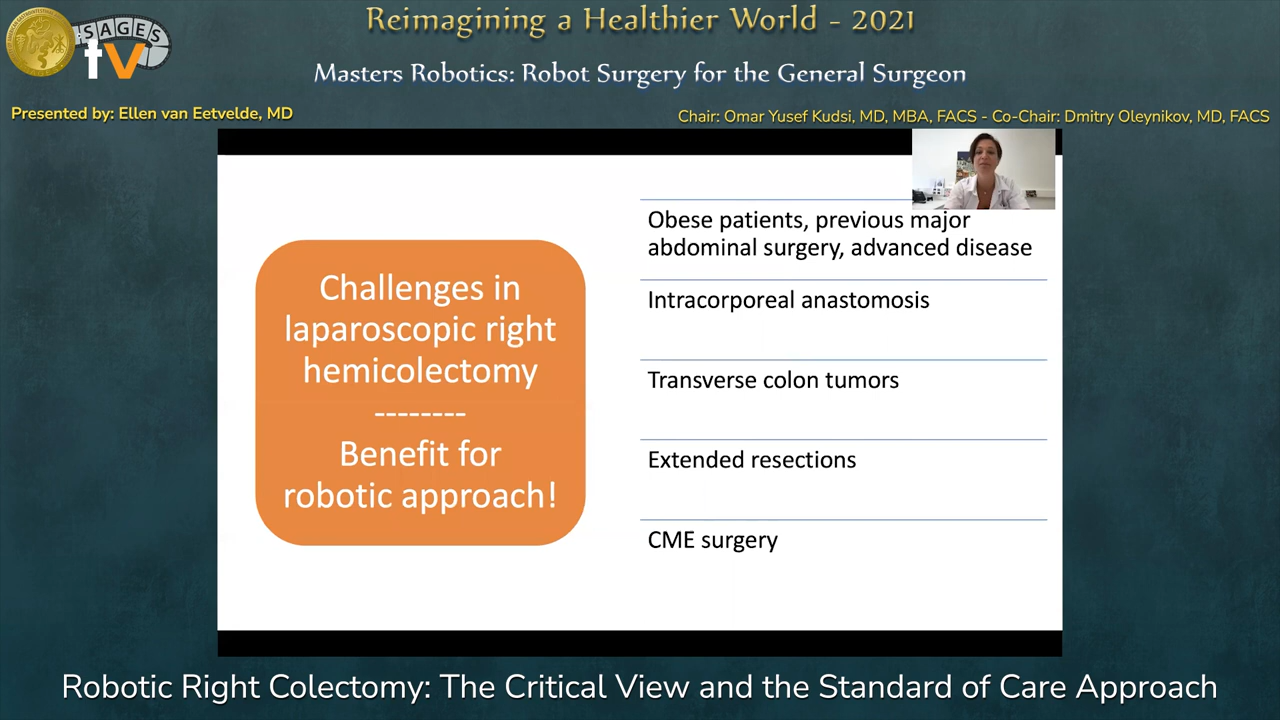 Reimagining a Healthier World - 2021
SAGES
tv
Masters Robotics: Robot Surgery for the General Surgeon
Presented by: Ellen van Eetvelde, MD
Chair: Omar Yusef Kudsi, MD, MBA, FACS - Co-Chair: Dmitry Oleynikov, MD, FACS
Challenges in
laparoscopic right
hemicolectomy
--------
Benefit for
robotic approach!
Obese patients, previous major
abdominal surgery, advanced disease
Intracorporeal anastomosis
Transverse colon tumors
Extended resections
CME surgery
Robotic Right Colectomy: The Critical View and the Standard of Care Approach